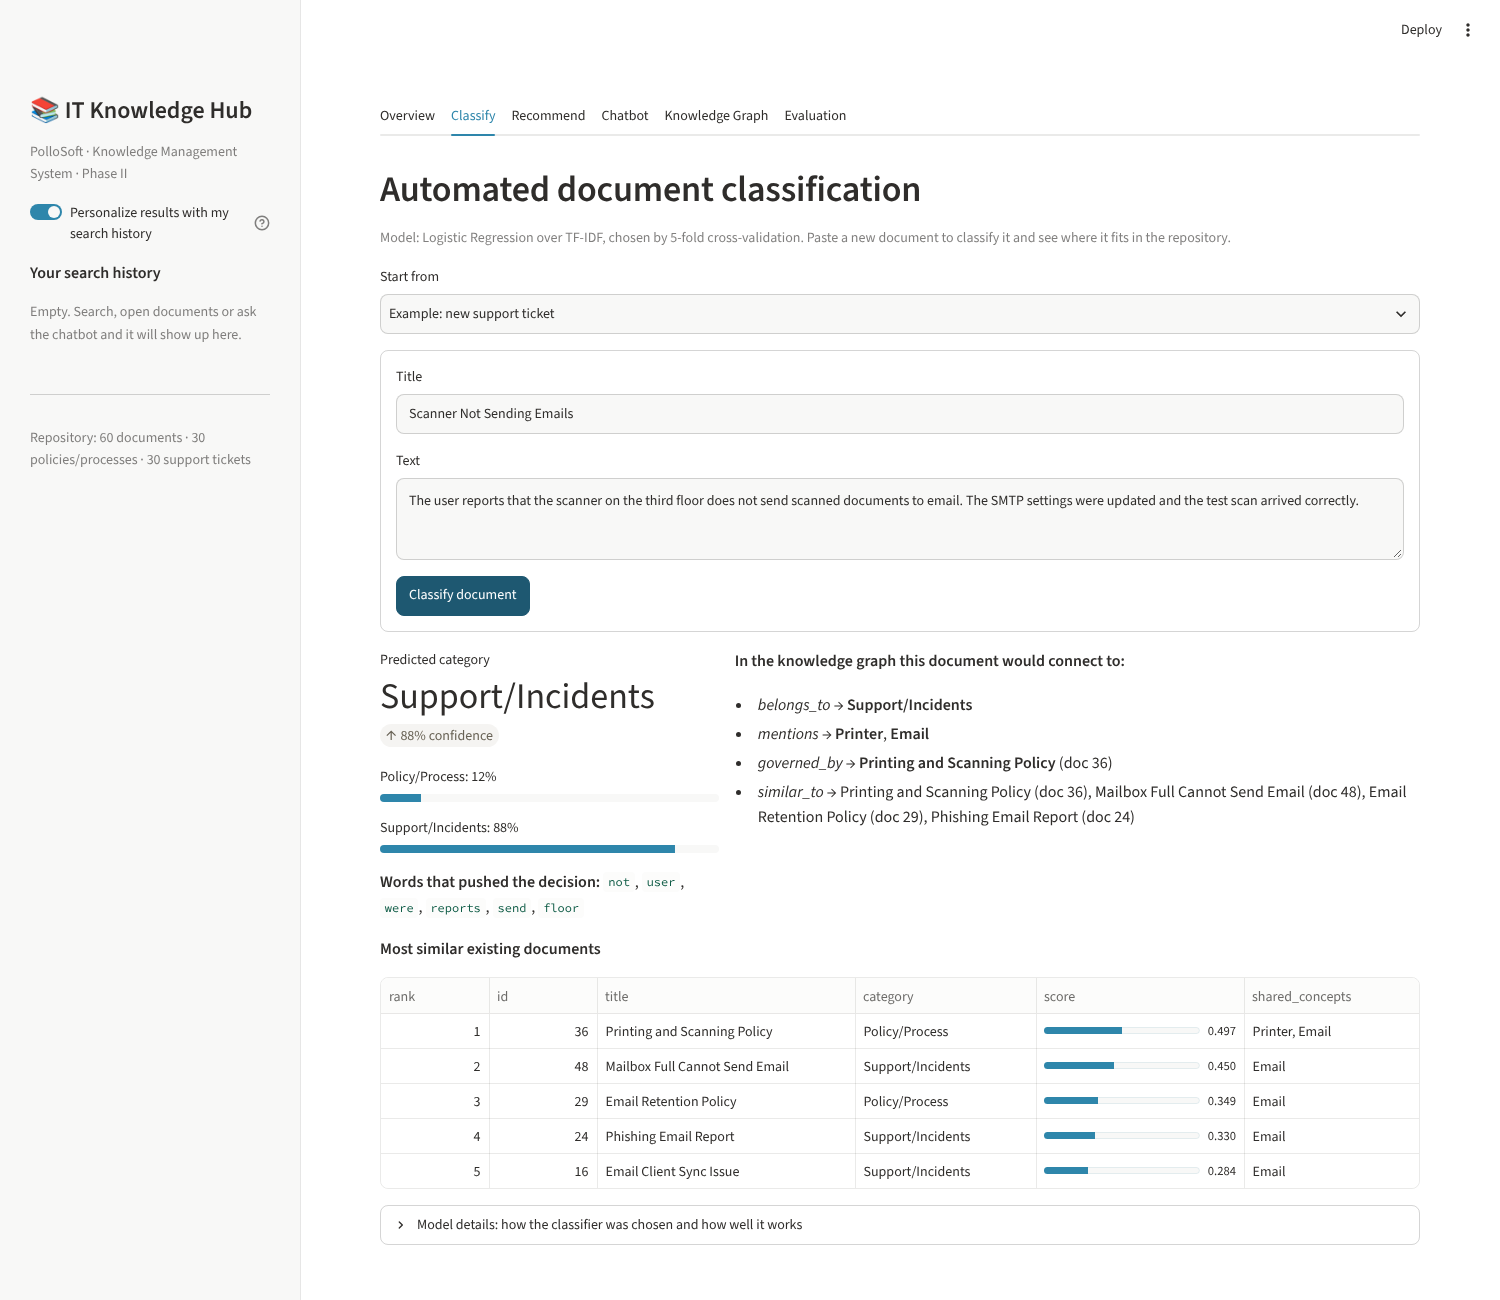 Deploy
📚 IT Knowledge Hub
PolloSoft · Knowledge Management
System · Phase II
Personalize results with my
search history
Your search history
Empty. Search, open documents or ask
the chatbot and it will show up here.
Repository: 60 documents · 30
policies/processes · 30 support tickets
Overview Classify Recommend Chatbot Knowledge Graph Evaluation
Automated document classification
Model: Logistic Regression over TF-IDF, chosen by 5-fold cross-validation. Paste a new document to classify it and see where it fits in the repository.
Start from
Example: new support ticket
Title
Scanner Not Sending Emails
Text
The user reports that the scanner on the third floor does not send scanned documents to email. The SMTP settings were updated and the test scan arrived correctly.
Classify document
Predicted category
Support/Incidents
↑ 88% confidence
Policy/Process: 12%
Support/Incidents: 88%
Words that pushed the decision: not , user ,
were , reports , send , floor
In the knowledge graph this document would connect to:
• belongs_to → Support/Incidents
• mentions → Printer, Email
• governed_by → Printing and Scanning Policy (doc 36)
• similar_to → Printing and Scanning Policy (doc 36), Mailbox Full Cannot Send Email (doc 48), Email
Retention Policy (doc 29), Phishing Email Report (doc 24)
Most similar existing documents
rank id title category score shared_concepts
1 36 Printing and Scanning Policy Policy/Process 0.497 Printer, Email
2 48 Mailbox Full Cannot Send Email Support/Incidents 0.450 Email
3 29 Email Retention Policy Policy/Process 0.349 Email
4 24 Phishing Email Report Support/Incidents 0.330 Email
5 16 Email Client Sync Issue Support/Incidents 0.284 Email
Model details: how the classifier was chosen and how well it works